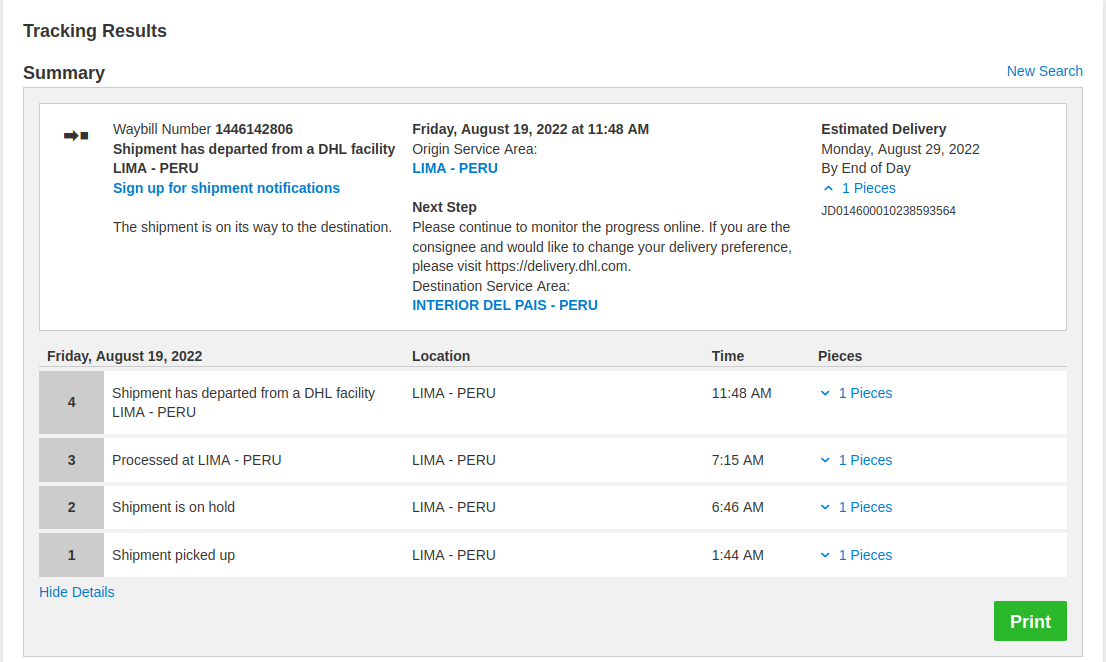 Tracking Results
Summary
New Search
Waybill Number 1446142806
Shipment has departed from a DHL facility
LIMA - PERU
Sign up for shipment notifications
The shipment is on its way to the destination.
Friday, August 19, 2022 at 11:48 AM
Origin Service Area:
LIMA - PERU
Next Step
Please continue to monitor the progress online. If you are the
consignee and would like to change your delivery preference,
please visit https://delivery.dhl.com.
Destination Service Area:
INTERIOR DEL PAIS - PERU
Estimated Delivery
Monday, August 29, 2022
By End of Day
1 Pieces
JD014600010238593564
Friday, August 19, 2022 Location Time Pieces
4 Shipment has departed from a DHL facility LIMA - PERU 11:48 AM 1 Pieces
LIMA - PERU
3 Processed at LIMA - PERU LIMA - PERU 7:15 AM 1 Pieces
2 Shipment is on hold LIMA - PERU 6:46 AM 1 Pieces
1 Shipment picked up LIMA - PERU 1:44 AM 1 Pieces
Hide Details
Print